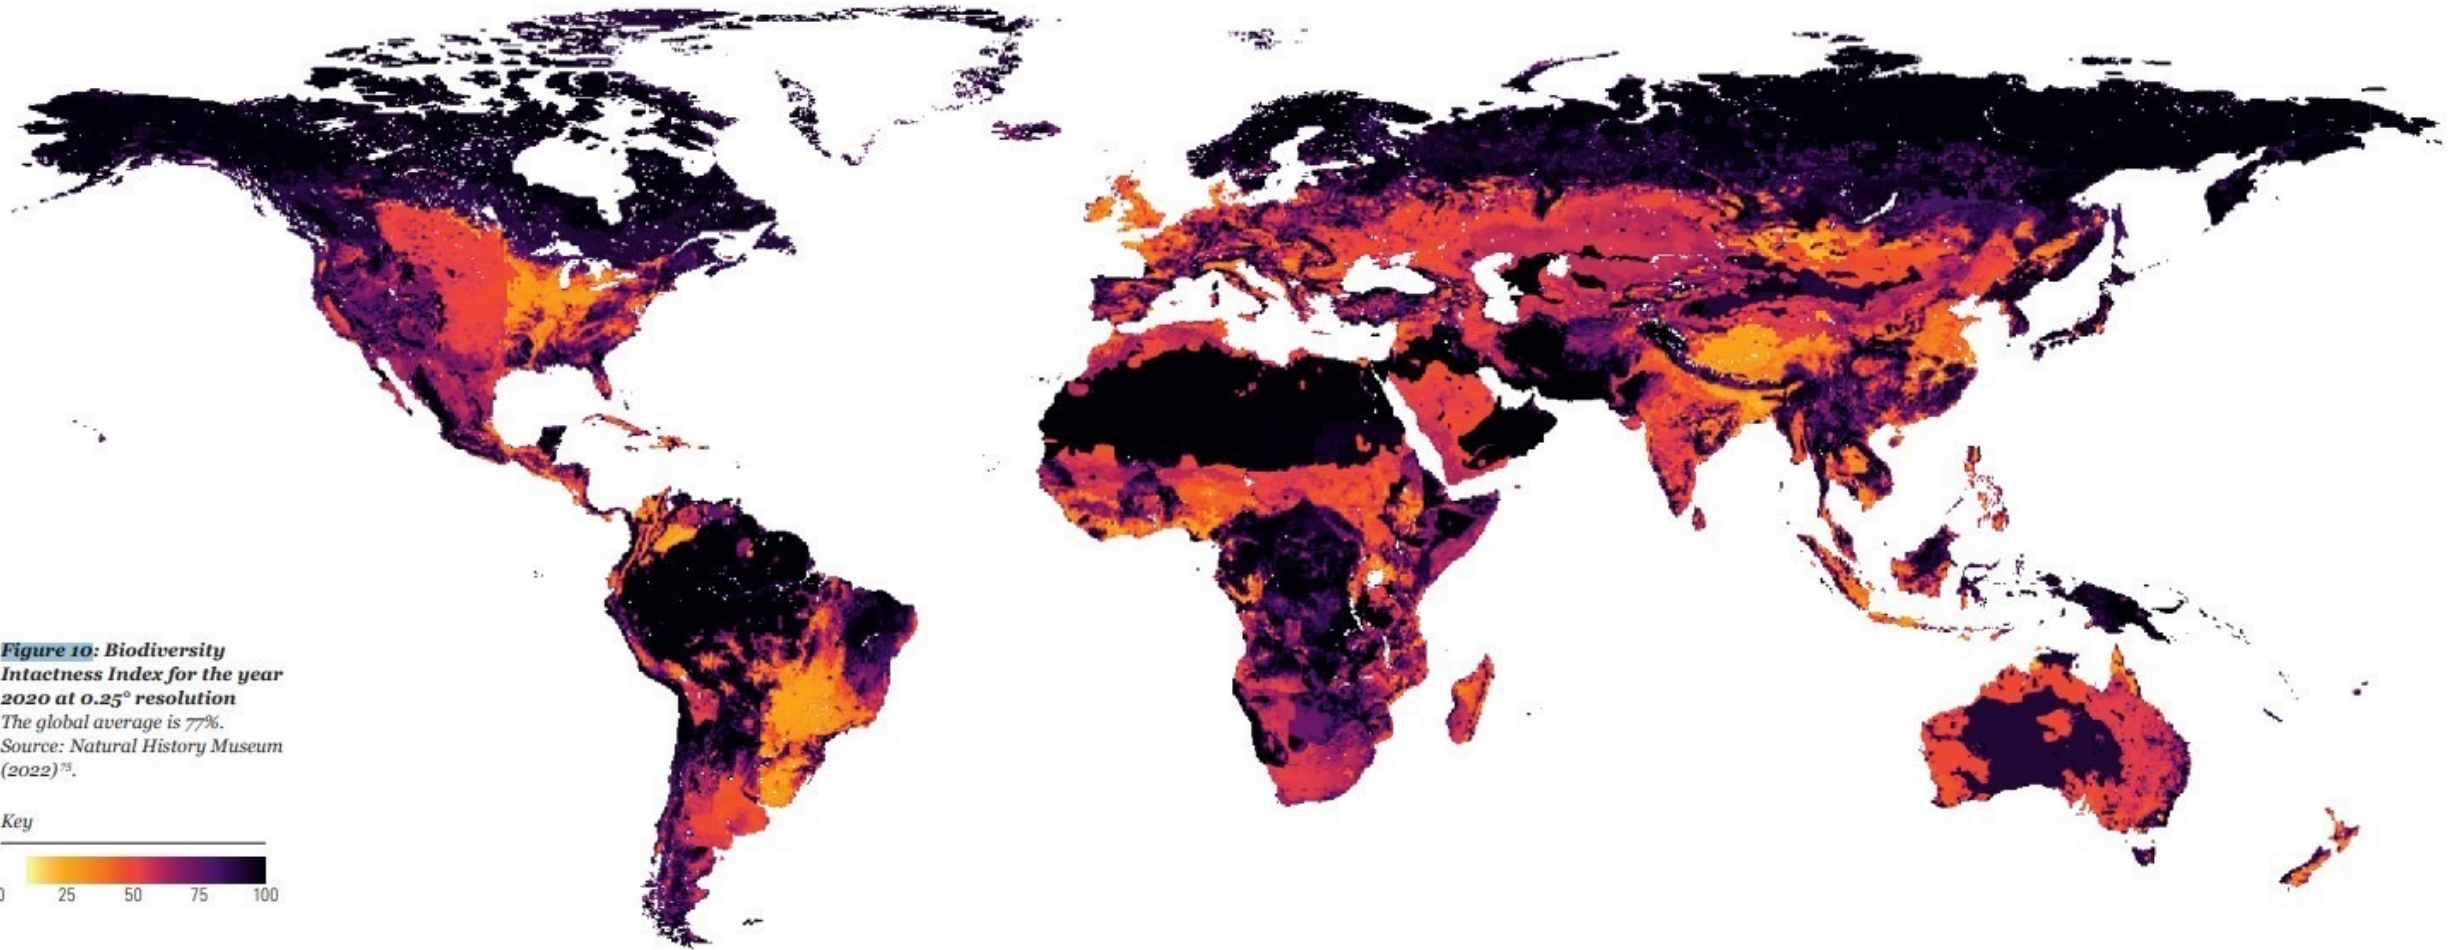 Figure 10: Biodiversity
Intactness Index for the year
2020 at 0.25° resolution
The global average is 77%.
Source: Natural History Museum
(2022)⁷⁵.
Key
0 25 50 75 100